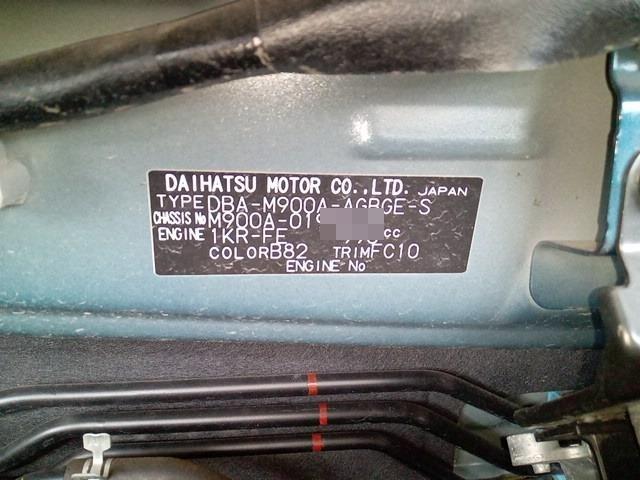 DAIHATSU MOTOR CO.,LTD. JAPAN
TYPE DBA-M900A-AGBGE-S
CHASSIS No M900A-019
ENGINE 1KR-FE cc
COLOR B82 TRIM FC10
ENGINE No